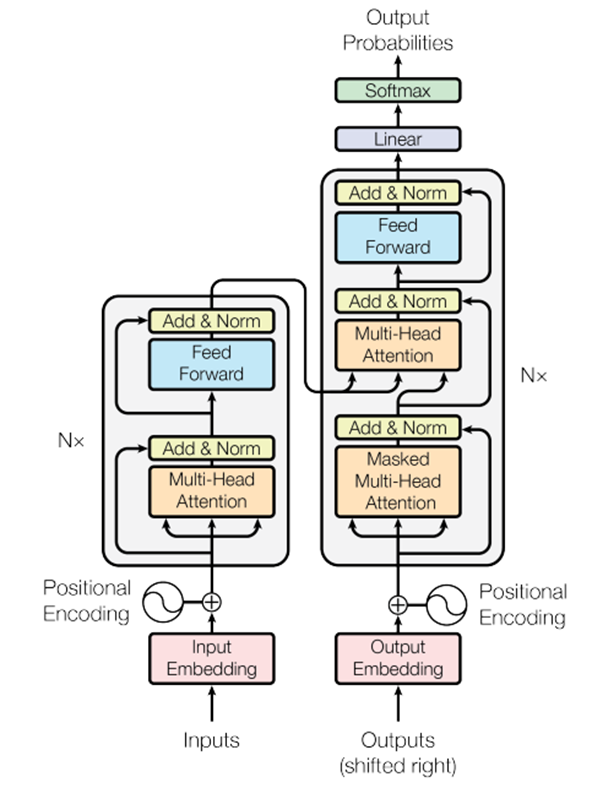 Output
Probabilities
Softmax
Linear
Add & Norm
Feed
Forward
Add & Norm
Multi-Head
Attention
Add & Norm
Masked
Multi-Head
Attention
N×
Positional
Encoding
Output
Embedding
Outputs
(shifted right)
Add & Norm
Feed
Forward
Add & Norm
Multi-Head
Attention
N×
Positional
Encoding
Input
Embedding
Inputs